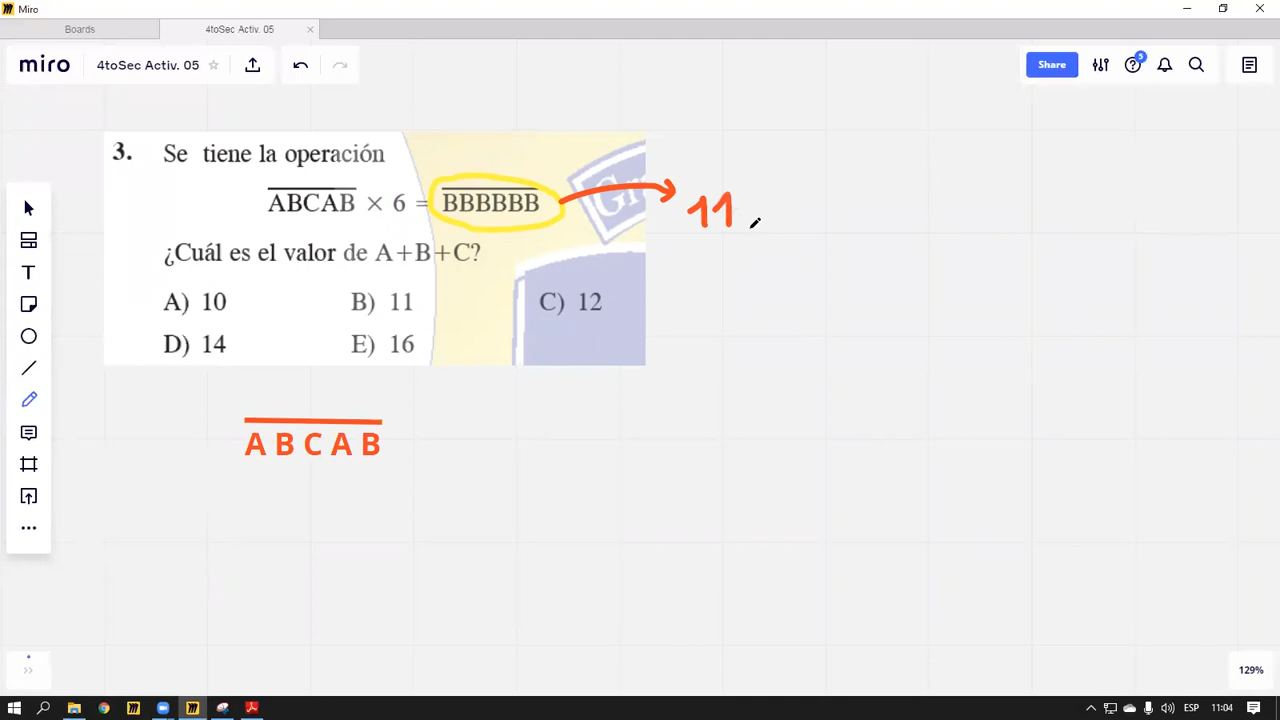 Miro
Boards
4toSec Activ. 05
miro
4toSec Activ. 05
Share
5
3. Se tiene la operación
ABCAB × 6 = BBBBBB
11
¿Cuál es el valor de A+B+C?
A) 10 B) 11 C) 12
D) 14 E) 16
A B C A B
129%
ESP 11:04